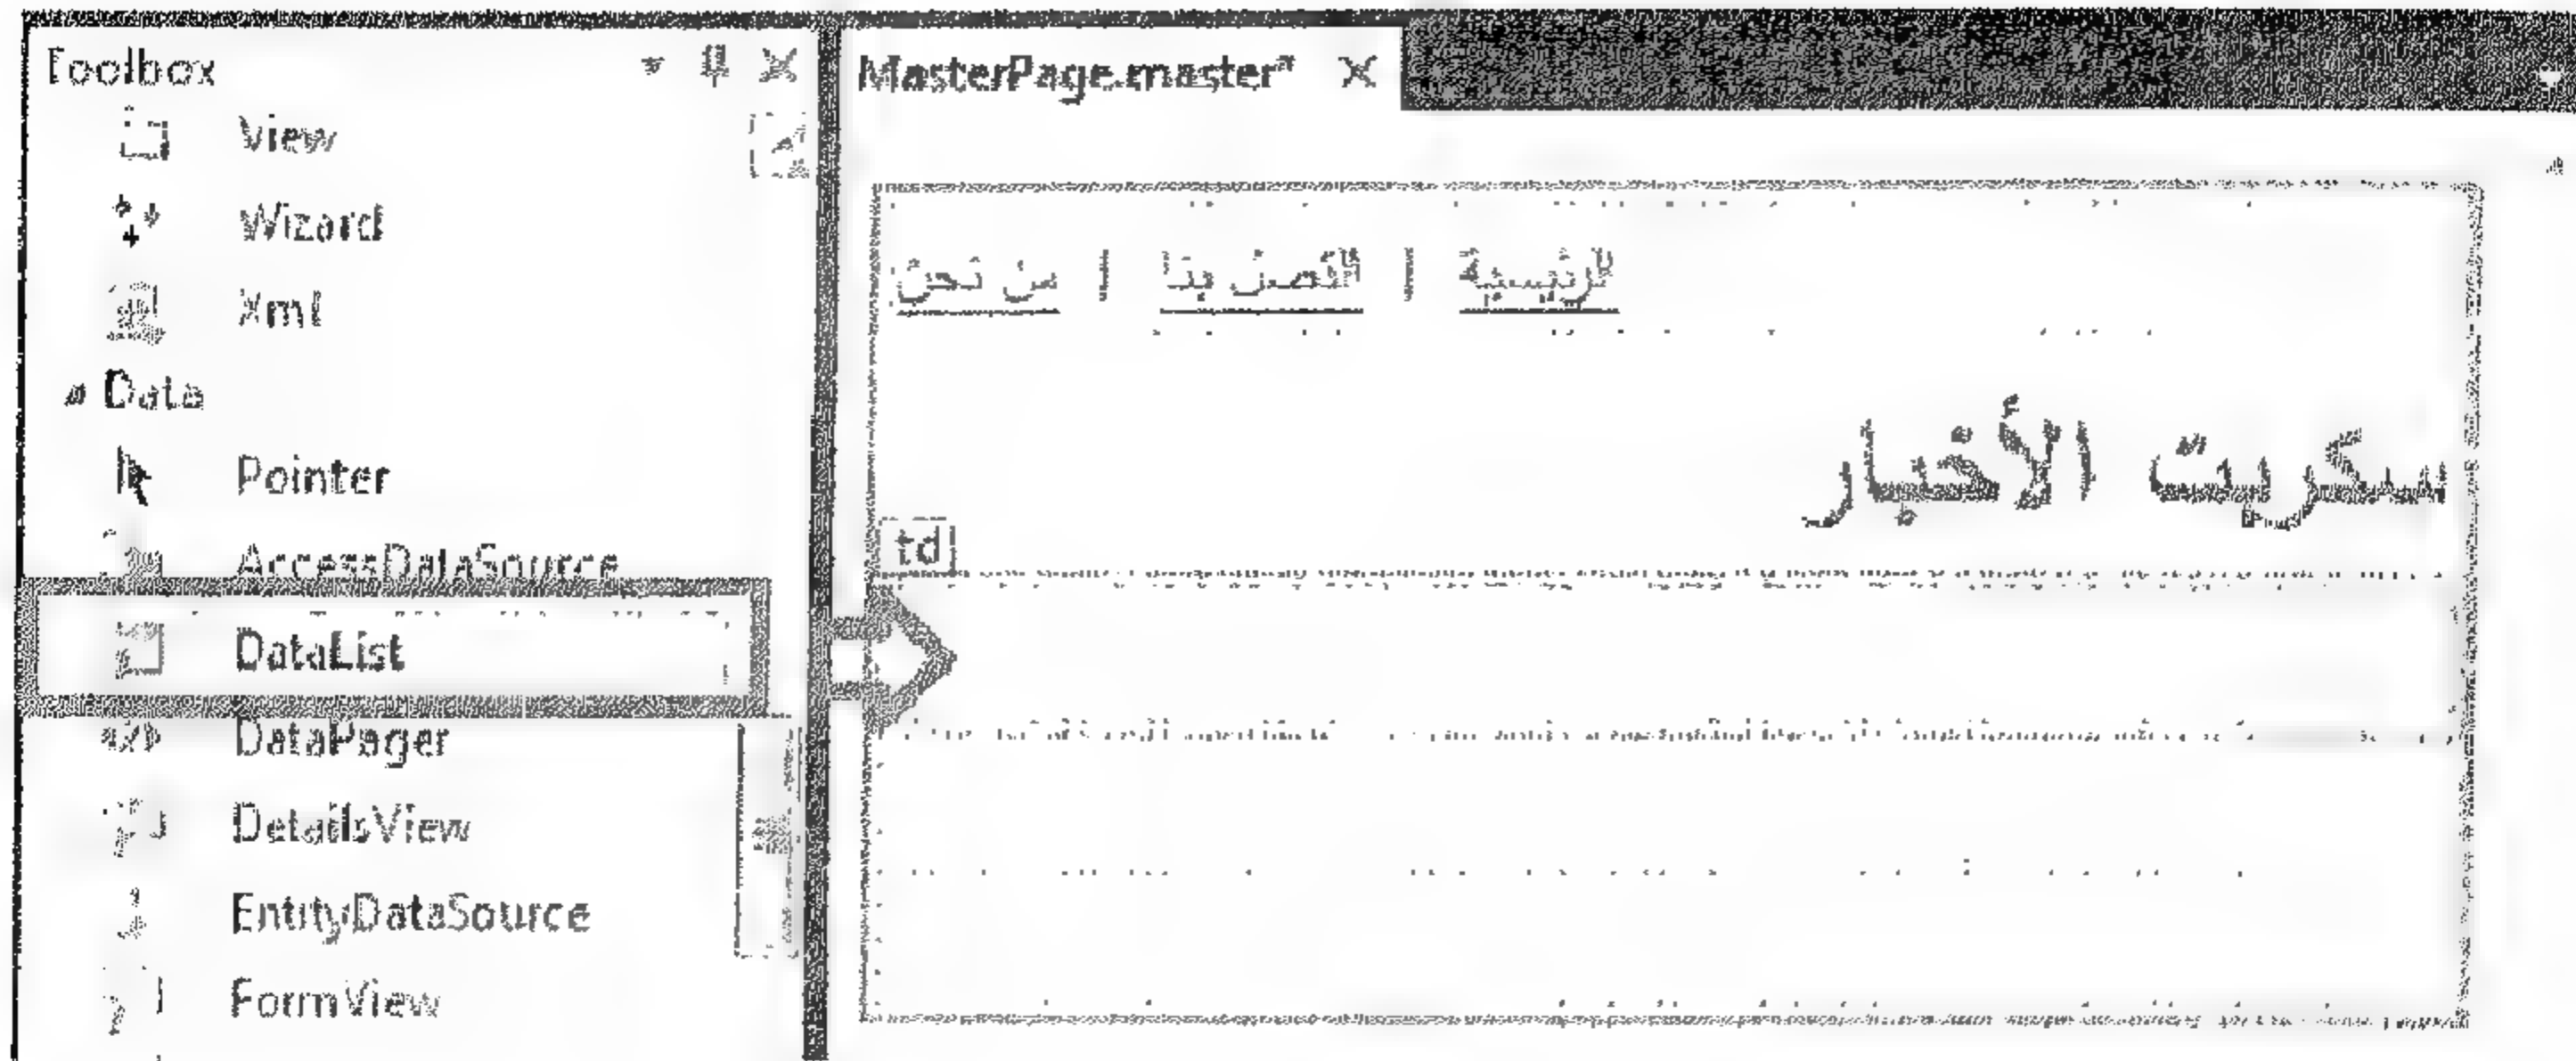 Toolbox
View
Wizard
Xml
Data
Pointer
AccessDataSource
DataList
DataPager
DetailsView
EntityDataSource
FormView
MasterPage.master*
الرئيسية | اتصل بنا | من نحن
سكربت الأخبار
td